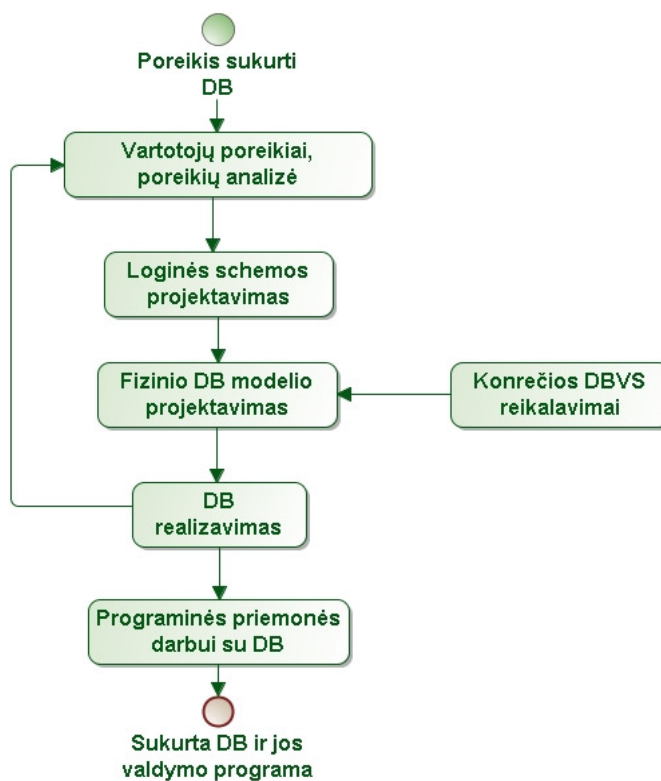 Poreikis sukurti
DB
Vartotojų poreikiai,
poreikių analizė
Loginės schemos
projektavimas
Fizinio DB modelio
projektavimas
Konrečios DBVS
reikalavimai
DB
realizavimas
Programinės priemonės
darbui su DB
Sukurta DB ir jos
valdymo programa